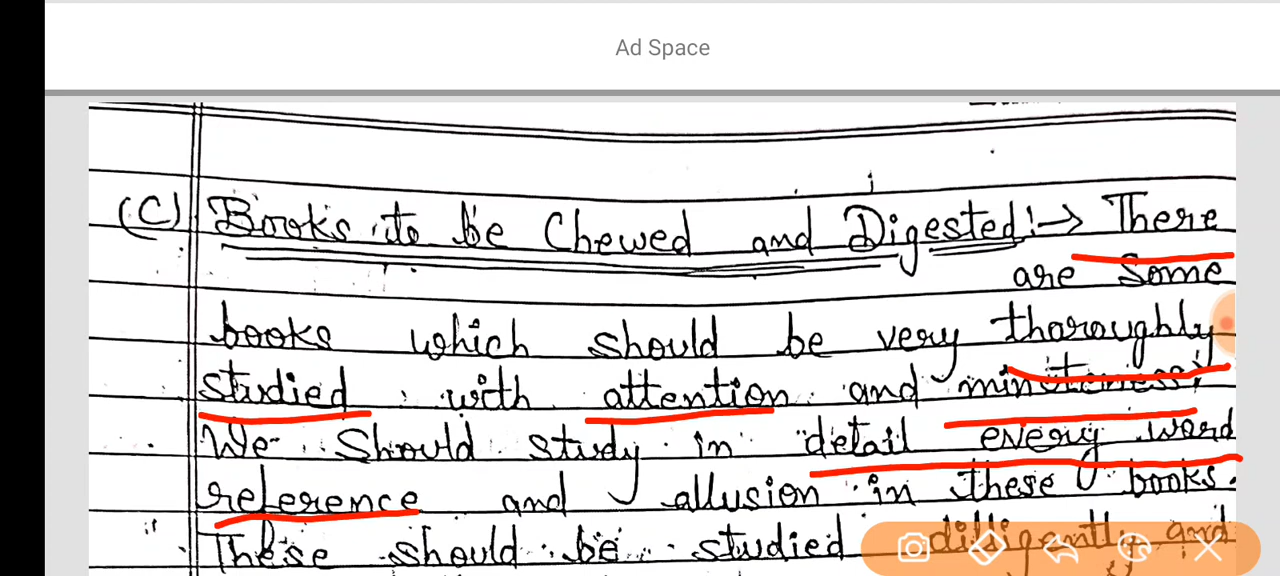 Ad Space
(C) Books to be Chewed and Digested:-> There
are some
books which should be very thoroughly
studied with attention and minuteness.
We should study in detail every word
reference and allusion in these books.
These should be studied dilligently and